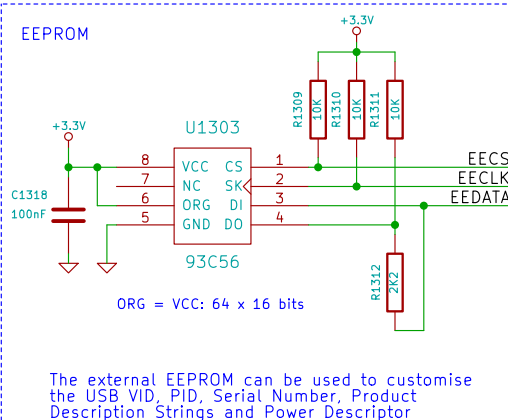 EEPROM
+3.3V
R1309
10K
R1310
10K
R1311
10K
+3.3V
U1303
C1318
100nF
8 VCC CS 1
7 NC SK 2
6 ORG DI 3
5 GND DO 4
EECS
EECLK
EEDATA
93C56
R1312
2K2
ORG = VCC: 64 x 16 bits
The external EEPROM can be used to customise
the USB VID, PID, Serial Number, Product
Description Strings and Power Descriptor